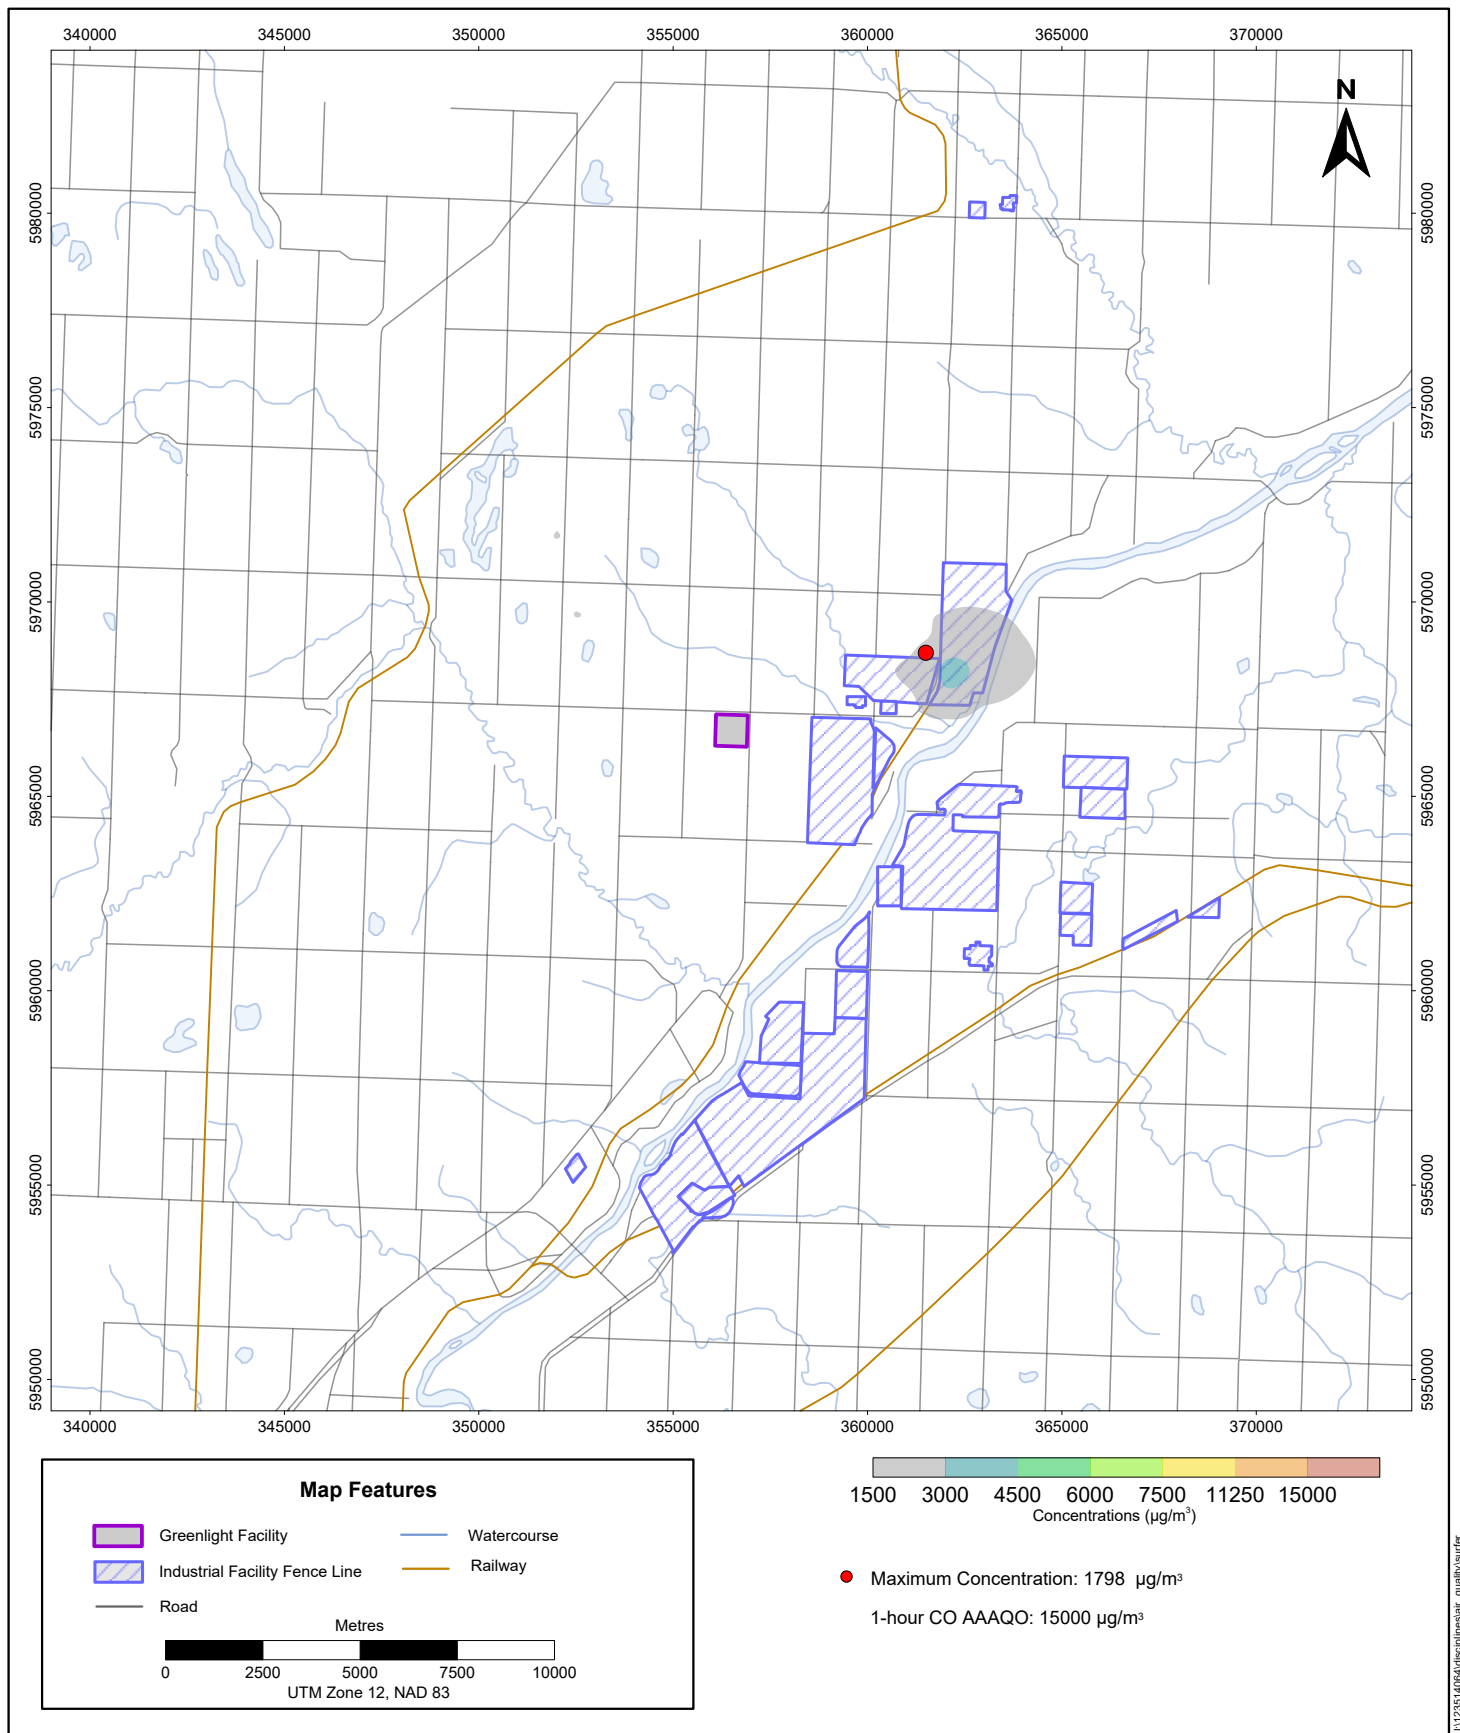 340000 345000 350000 355000 360000 365000 370000
N
5980000 5980000
5975000 5975000
5970000 5970000
5965000 5965000
5960000 5960000
5955000 5955000
5950000 5950000
340000 345000 350000 355000 360000 365000 370000
Map Features
Greenlight Facility
Watercourse
Industrial Facility Fence Line
Railway
Road
Metres
0 2500 5000 7500 10000
UTM Zone 12, NAD 83
1500 3000 4500 6000 7500 11250 15000
Concentrations (µg/m³)
Maximum Concentration: 1798 µg/m³
1-hour CO AAAQO: 15000 µg/m³